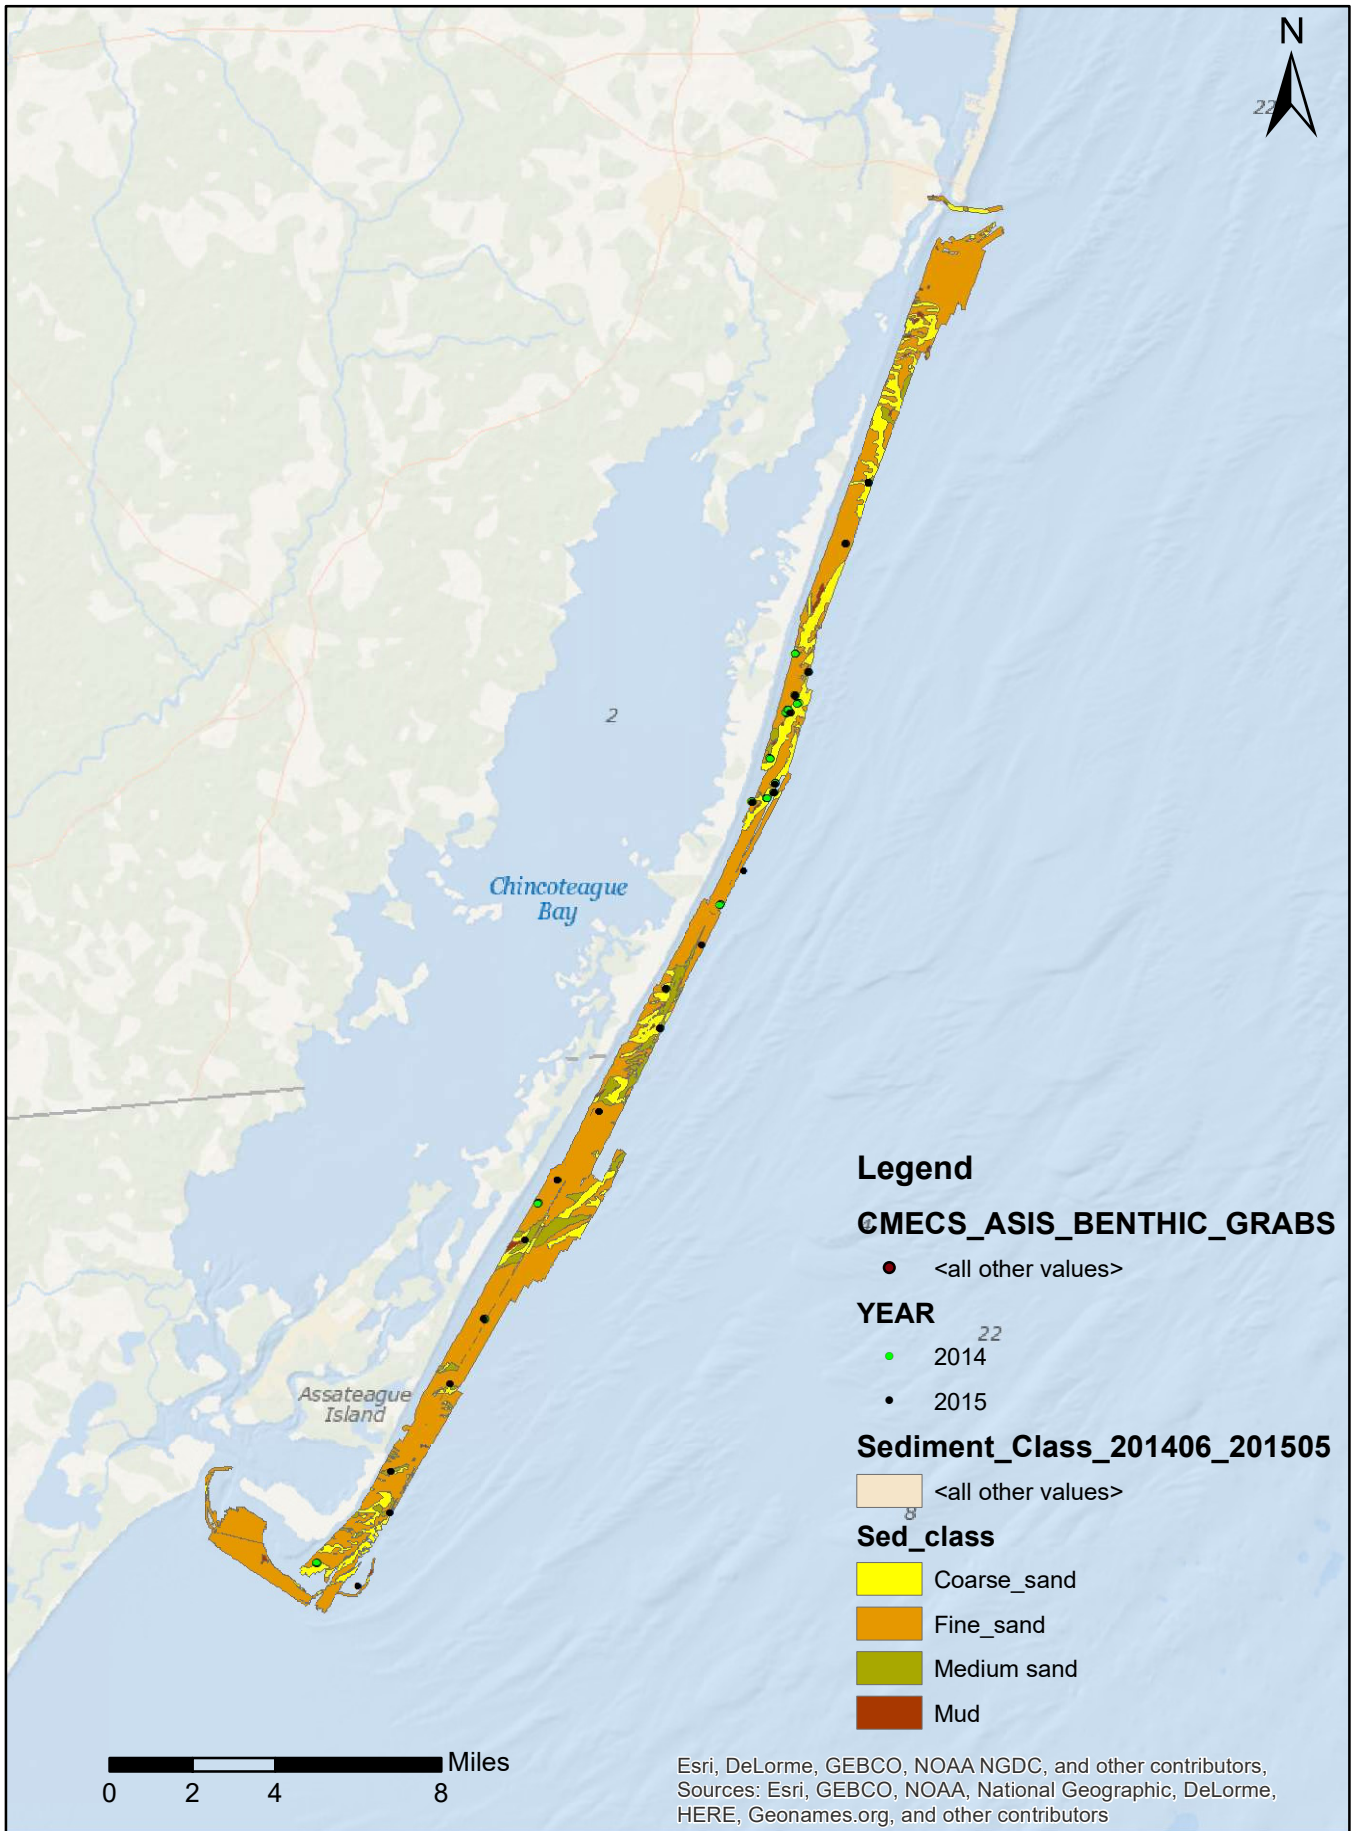 N
22
2
Chincoteague
Bay
Assateague
Island
Legend
CMECS_ASIS_BENTHIC_GRABS
<all other values>
YEAR
22
2014
2015
Sediment_Class_201406_201505
<all other values>
8
Sed_class
Coarse_sand
Fine_sand
Medium sand
Mud
Miles
0 2 4 8
Esri, DeLorme, GEBCO, NOAA NGDC, and other contributors,
Sources: Esri, GEBCO, NOAA, National Geographic, DeLorme,
HERE, Geonames.org, and other contributors